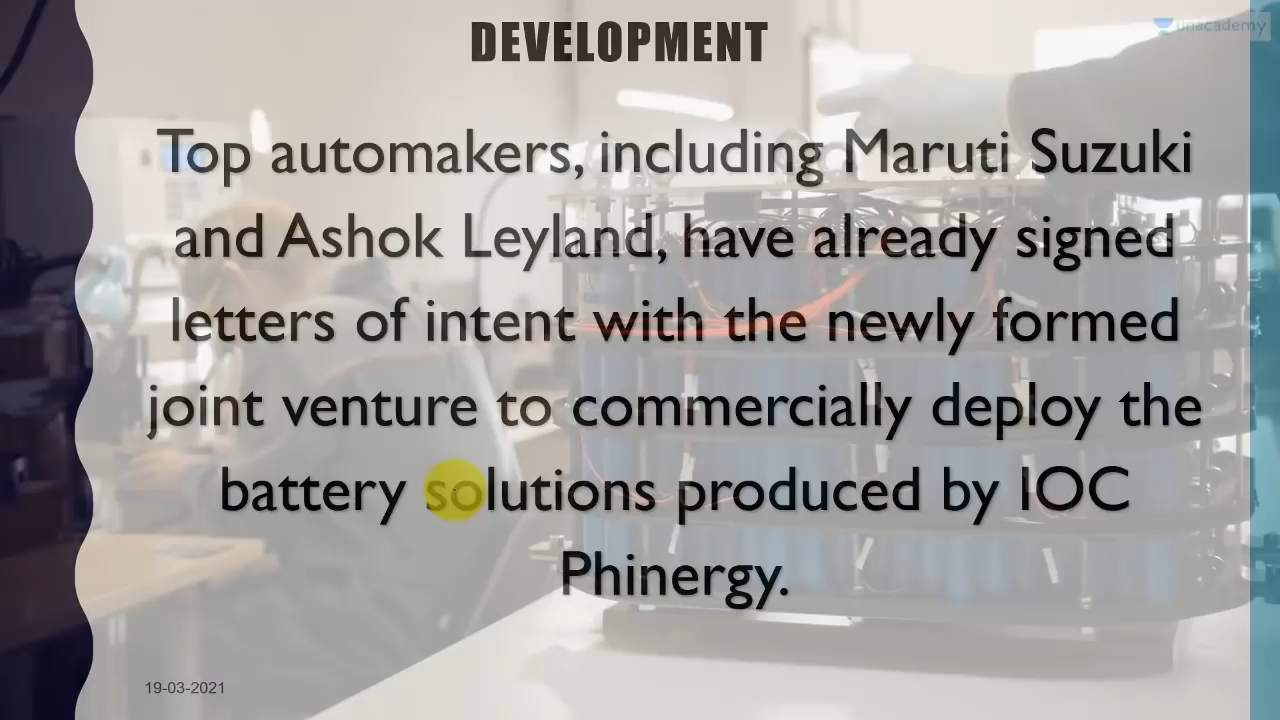 DEVELOPMENT
unacademy
Top automakers, including Maruti Suzuki
and Ashok Leyland, have already signed
letters of intent with the newly formed
joint venture to commercially deploy the
battery solutions produced by IOC
Phinergy.
19-03-2021